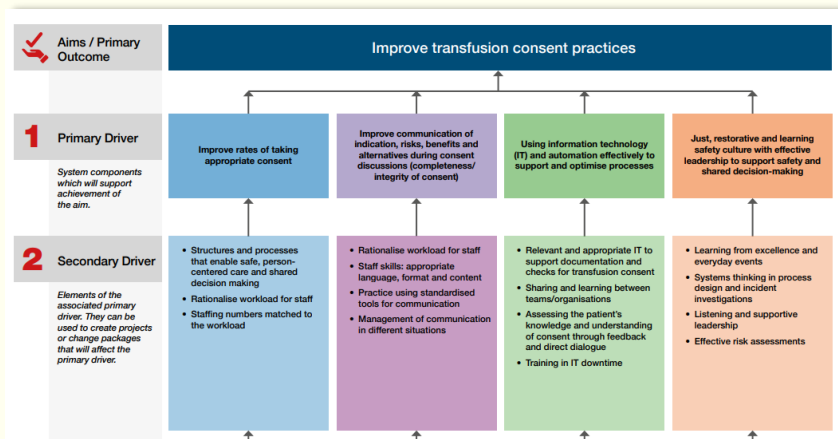 Aims / Primary
Outcome
Improve transfusion consent practices
1
Primary Driver
System components
which will support
achievement of
the aim.
Improve rates of taking
appropriate consent
Improve communication of
indication, risks, benefits and
alternatives during consent
discussions (completeness/
integrity of consent)
Using information technology
(IT) and automation effectively to
support and optimise processes
Just, restorative and learning
safety culture with effective
leadership to support safety and
shared decision-making
2
Secondary Driver
Elements of the
associated primary
driver. They can be
used to create projects
or change packages
that will affect the
primary driver.
• Structures and processes
that enable safe, person-
centered care and shared
decision making
• Rationalise workload for staff
• Staffing numbers matched to
the workload
• Rationalise workload for staff
• Staff skills: appropriate
language, format and content
• Practice using standardised
tools for communication
• Management of communication
in different situations
• Relevant and appropriate IT to
support documentation and
checks for transfusion consent
• Sharing and learning between
teams/organisations
• Assessing the patient's
knowledge and understanding
of consent through feedback
and direct dialogue
• Training in IT downtime
• Learning from excellence and
everyday events
• Systems thinking in process
design and incident
investigations
• Listening and supportive
leadership
• Effective risk assessments